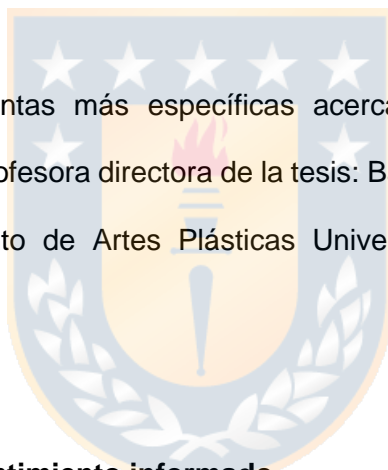 ntas más específicas acerca
ofesora directora de la tesis: B
to de Artes Plásticas Unive
ntimiento informado